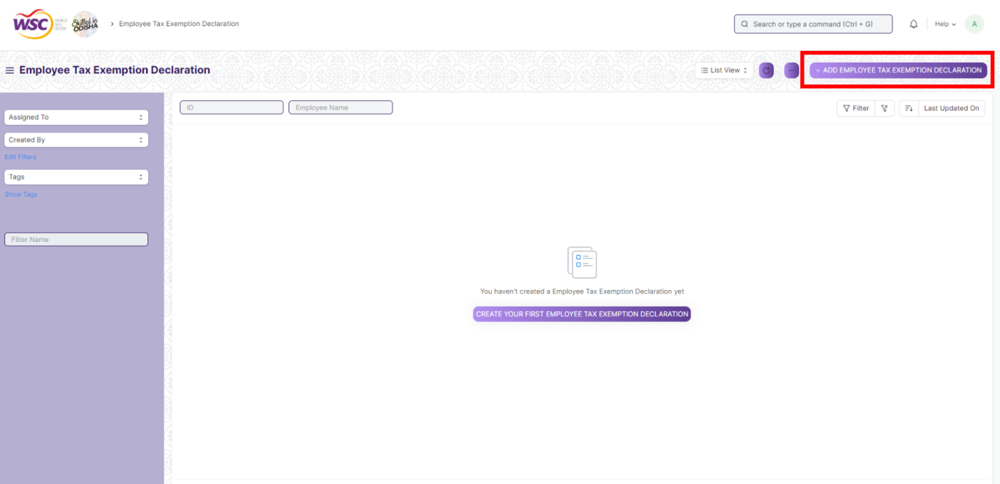 WSC WORLD SKILL CENTER Skilled in ODISHA > Employee Tax Exemption Declaration Search or type a command (Ctrl + G) Help A
Employee Tax Exemption Declaration List View ... + ADD EMPLOYEE TAX EXEMPTION DECLARATION
Assigned To
Created By
Edit Filters
Tags
Show Tags
Filter Name
ID Employee Name Filter Last Updated On
You haven't created a Employee Tax Exemption Declaration yet
CREATE YOUR FIRST EMPLOYEE TAX EXEMPTION DECLARATION